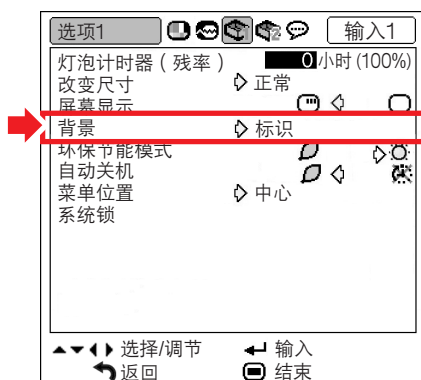 选项1 输入1
灯泡计时器(残率) 0小时(100%)
改变尺寸 正常
屏幕显示
背景 标识
环保节能模式
自动关机
菜单位置 中心
系统锁
选择/调节 输入
返回 结束